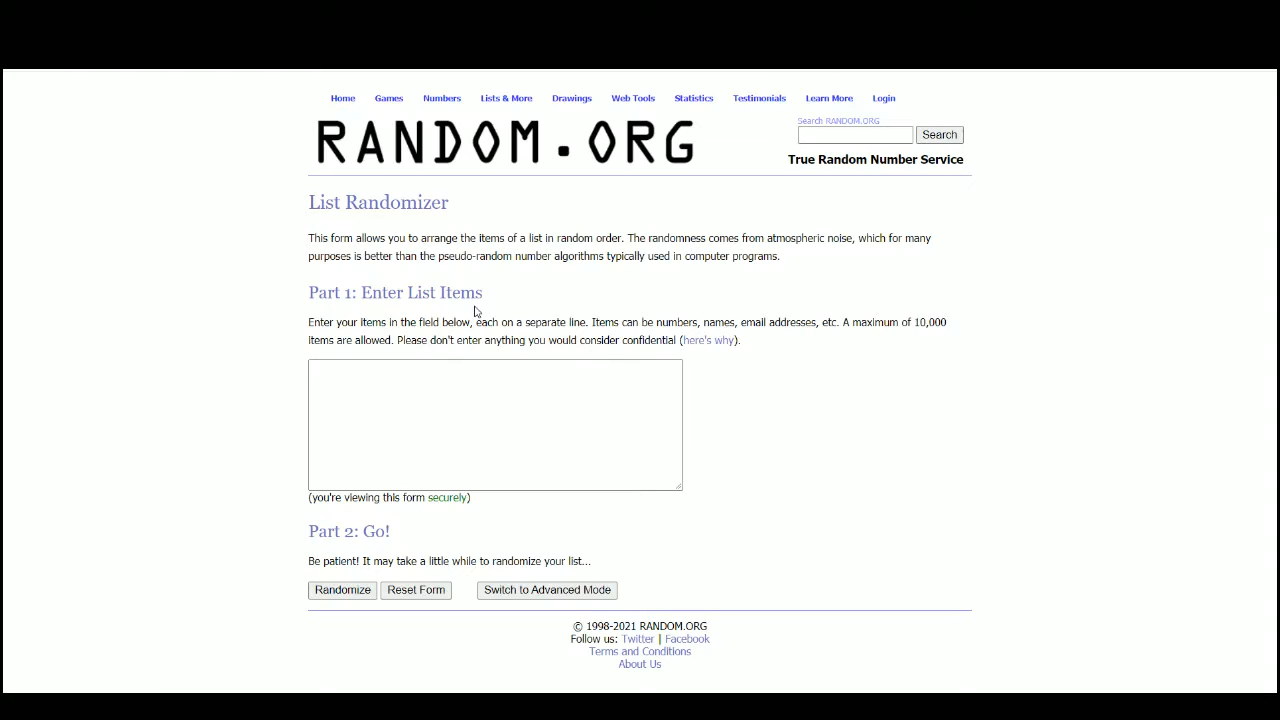 Home Games Numbers Lists & More Drawings Web Tools Statistics Testimonials Learn More Login
RANDOM.ORG
Search RANDOM.ORG
Search
True Random Number Service
List Randomizer
This form allows you to arrange the items of a list in random order. The randomness comes from atmospheric noise, which for many
purposes is better than the pseudo-random number algorithms typically used in computer programs.
Part 1: Enter List Items
Enter your items in the field below, each on a separate line. Items can be numbers, names, email addresses, etc. A maximum of 10,000
items are allowed. Please don't enter anything you would consider confidential (here's why).
(you're viewing this form securely)
Part 2: Go!
Be patient! It may take a little while to randomize your list...
Randomize Reset Form Switch to Advanced Mode
© 1998-2021 RANDOM.ORG
Follow us: Twitter | Facebook
Terms and Conditions
About Us